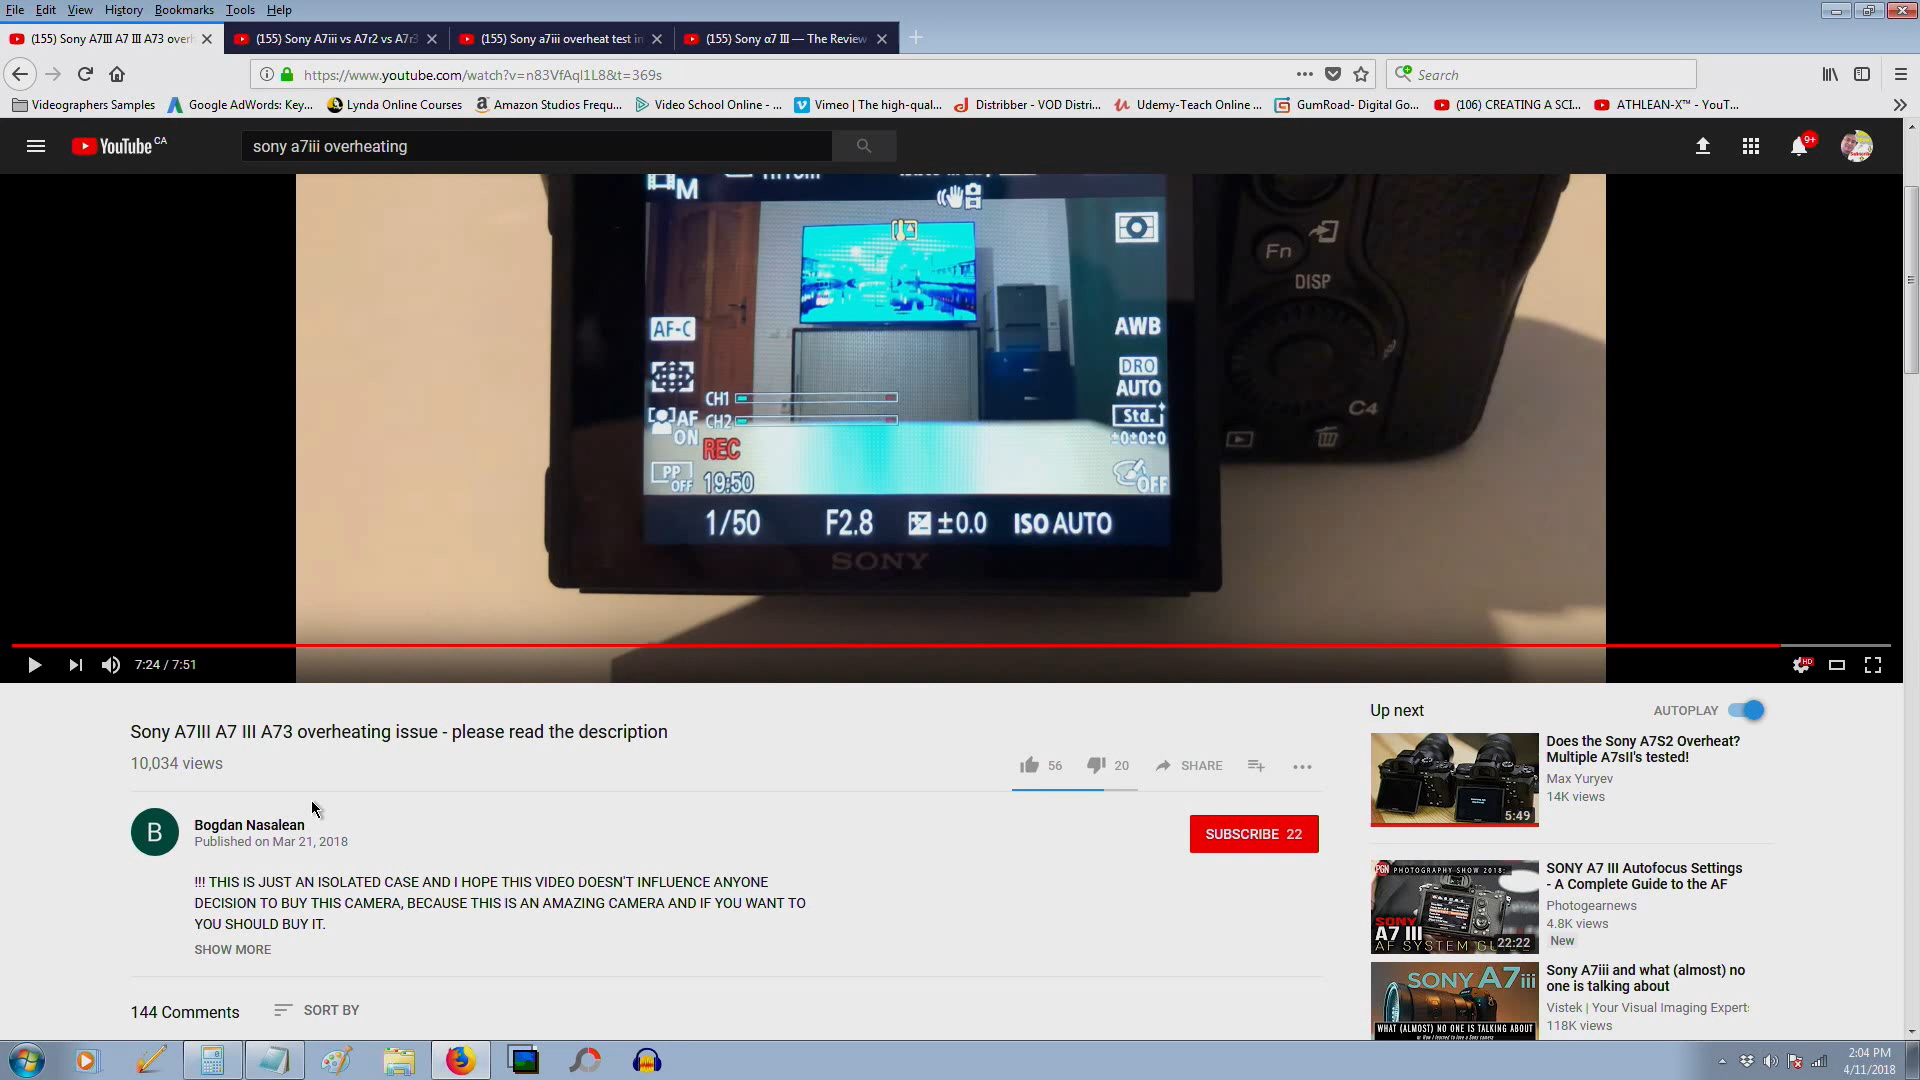 File Edit View History Bookmarks Tools Help
(155) Sony A7III A7 III A73 over
(155) Sony A7iii vs A7r2 vs A7r3
(155) Sony a7iii overheat test in
(155) Sony α7 III — The Review
https://www.youtube.com/watch?v=n83VfAql1L8&t=369s
Search
Videographers Samples
Google AdWords: Key...
Lynda Online Courses
Amazon Studios Frequ...
Video School Online - ...
Vimeo | The high-qual...
Distribber - VOD Distri...
Udemy-Teach Online ...
GumRoad- Digital Go...
(106) CREATING A SCI...
ATHLEAN-X™ - YouT...
YouTube CA
sony a7iii overheating
9+
M
Fn
DISP
AF-C
AWB
DRO
AUTO
CH1
CH2
AF
ON
REC
Std.
±0±0±0
C4
PP
OFF
19:50
OFF
1/50 F2.8 ±0.0 ISO AUTO
SONY
7:24 / 7:51
HD
Sony A7III A7 III A73 overheating issue - please read the description
10,034 views
56
20
SHARE
B
Bogdan Nasalean
Published on Mar 21, 2018
SUBSCRIBE 22
!!! THIS IS JUST AN ISOLATED CASE AND I HOPE THIS VIDEO DOESN'T INFLUENCE ANYONE
DECISION TO BUY THIS CAMERA, BECAUSE THIS IS AN AMAZING CAMERA AND IF YOU WANT TO
YOU SHOULD BUY IT.
SHOW MORE
144 Comments
SORT BY
Up next
AUTOPLAY
5:49
Does the Sony A7S2 Overheat?
Multiple A7sII's tested!
Max Yuryev
14K views
PGN PHOTOGRAPHY SHOW 2018:
SONY
A7 III
AF SYSTEM GU
22:22
SONY A7 III Autofocus Settings
- A Complete Guide to the AF
Photogearnews
4.8K views
New
SONY A7iii
WHAT (ALMOST) NO ONE IS TALKING ABOUT
Sony A7iii and what (almost) no
one is talking about
Vistek | Your Visual Imaging Expert
118K views
2:04 PM
4/11/2018